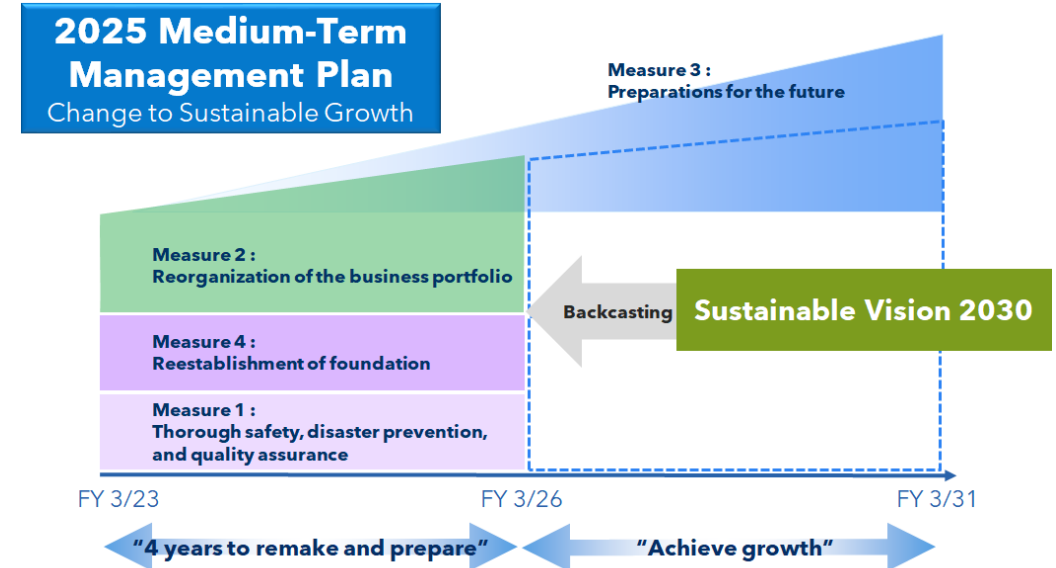 2025 Medium-Term
Management Plan
Change to Sustainable Growth
Measure 3 :
Preparations for the future
Measure 2 :
Reorganization of the business portfolio
Backcasting
Sustainable Vision 2030
Measure 4 :
Reestablishment of foundation
Measure 1 :
Thorough safety, disaster prevention,
and quality assurance
FY 3/23
FY 3/26
FY 3/31
“4 years to remake and prepare”
“Achieve growth”